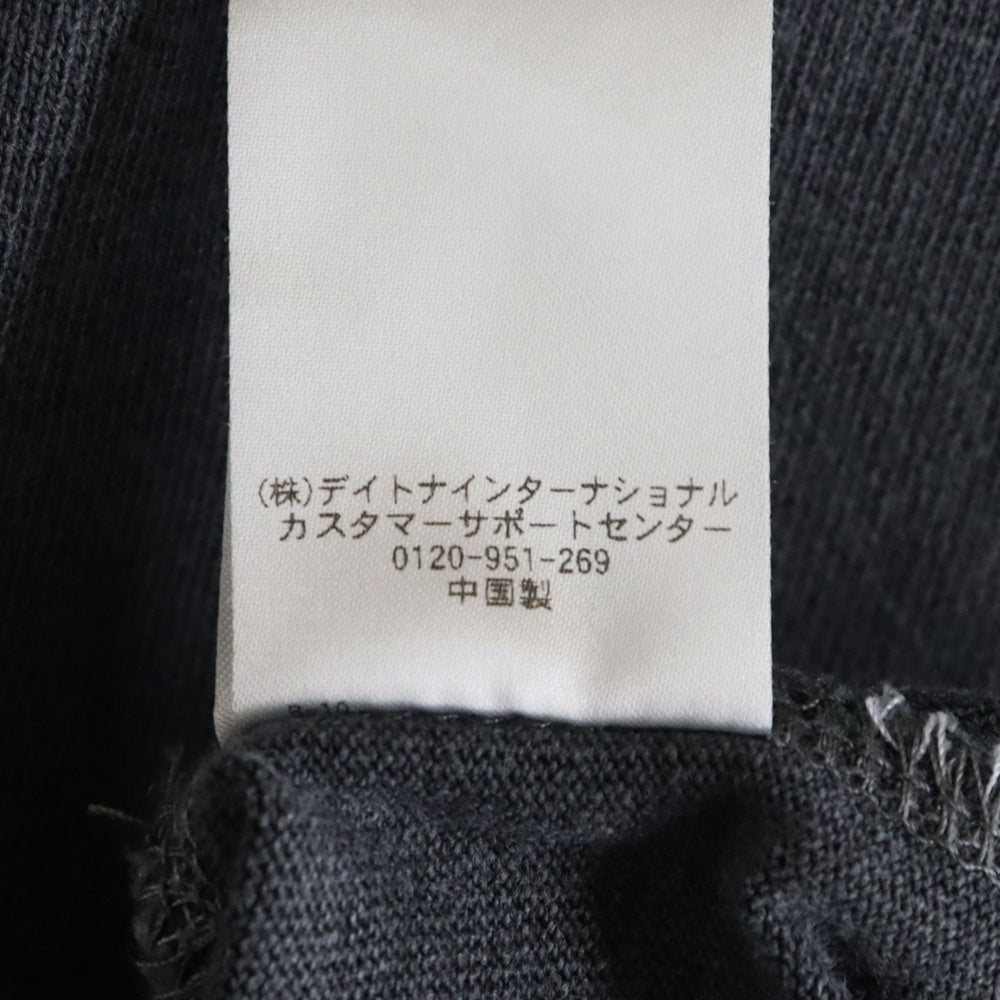 (株)デイトナインターナショナル
カスタマーサポートセンター
0120-951-269
中国製